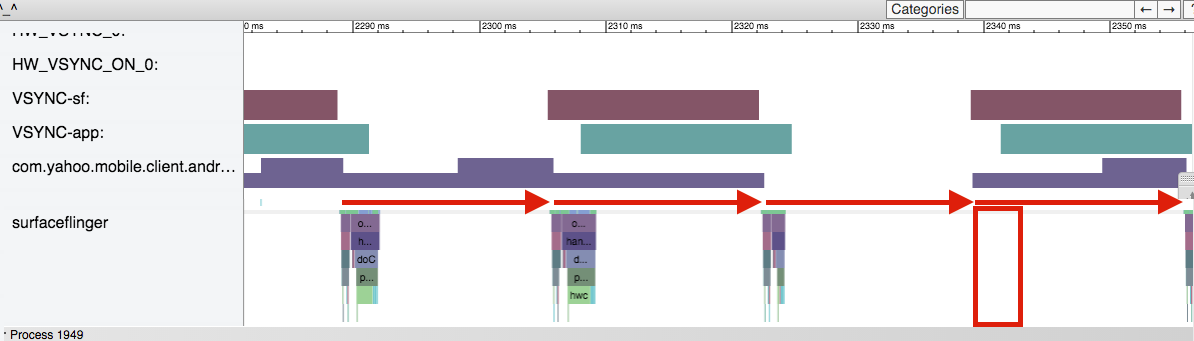 ^_^ Categories ← → ?
0 ms 2290 ms 2300 ms 2310 ms 2320 ms 2330 ms 2340 ms 2350 ms
HW_VSYNC_0:
HW_VSYNC_ON_0:
VSYNC-sf:
VSYNC-app:
com.yahoo.mobile.client.andr...
surfaceflinger
o... o...
h... han...
doC d...
p... p...
hwc
Process 1949